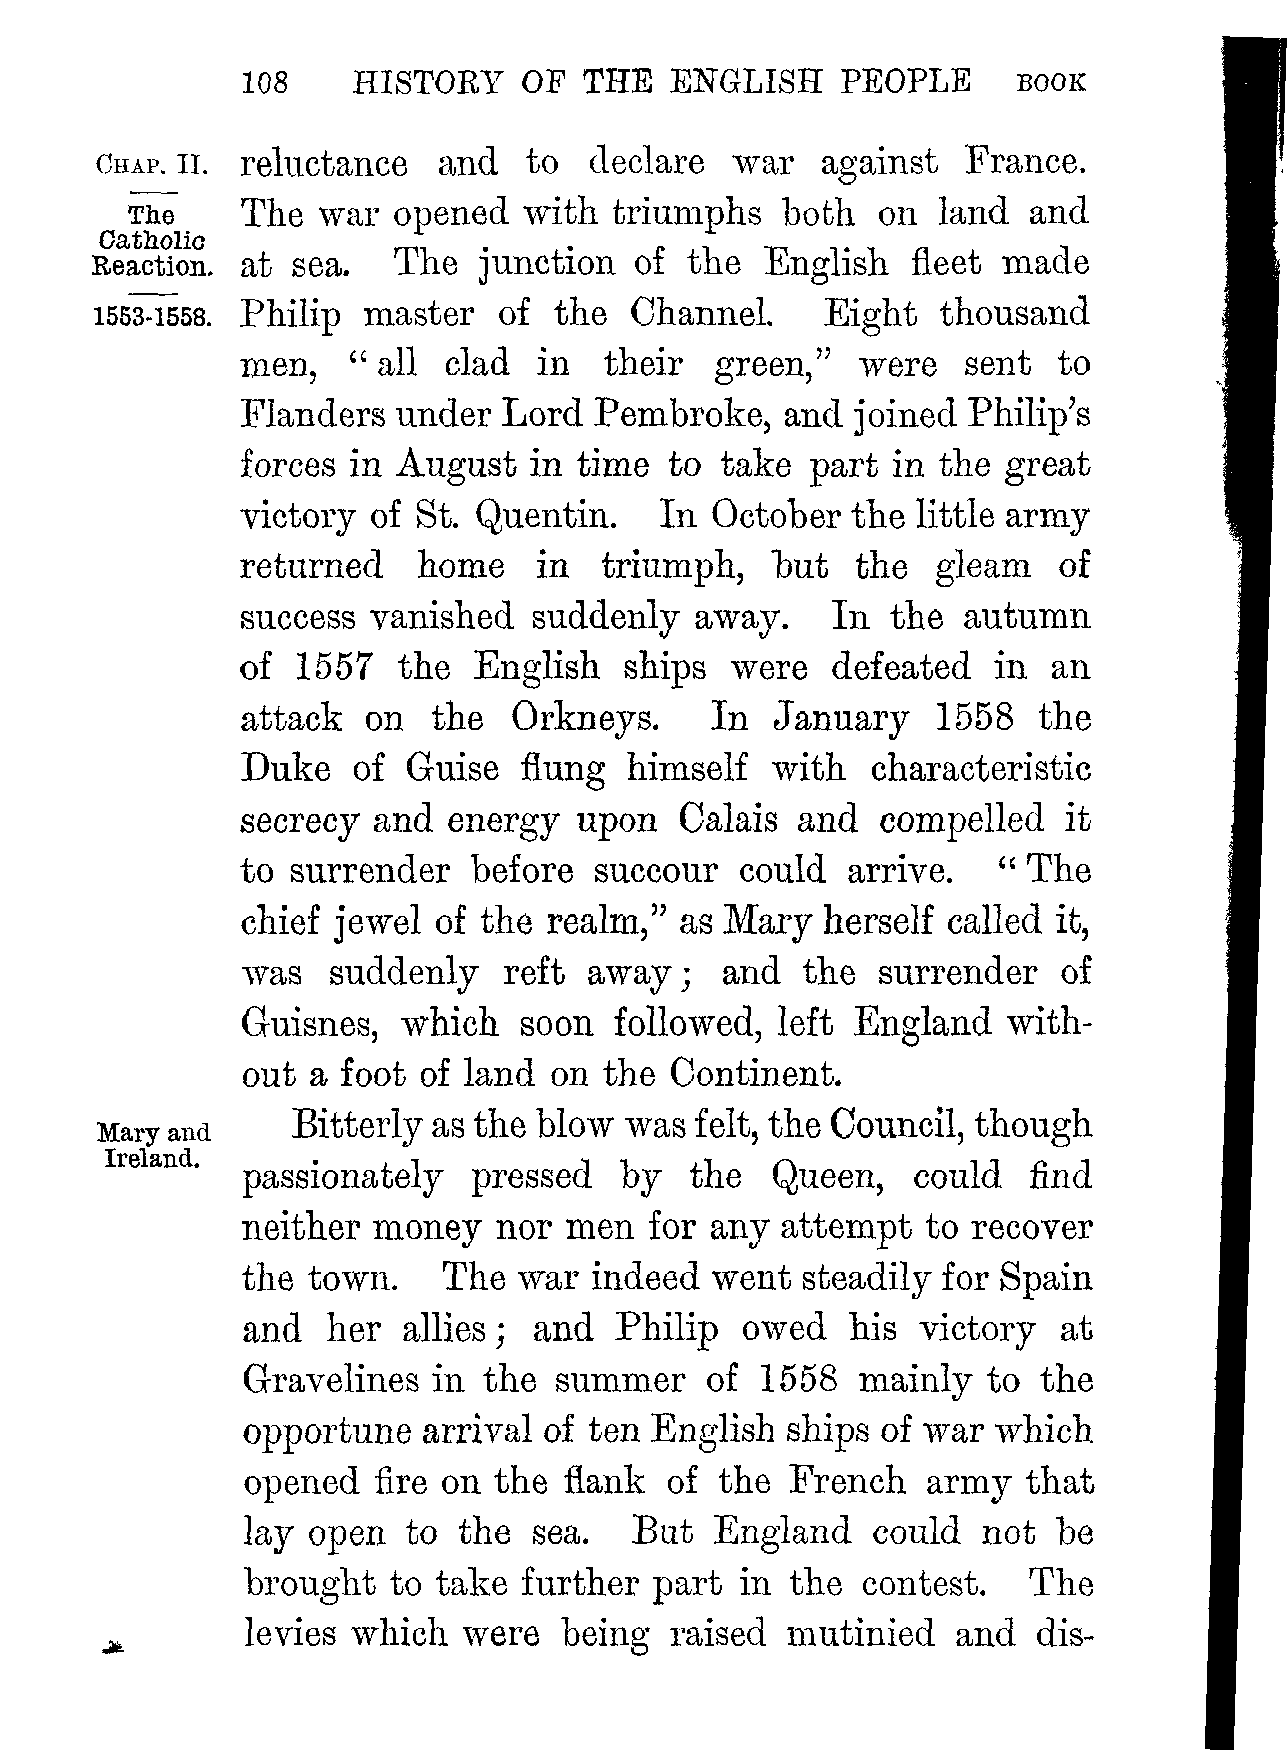 108 HISTORY OF THE ENGLISH PEOPLE BOOK
CHAP. II.
The
Catholic
Reaction.
1553-1558.
reluctance and to declare war against France.
The war opened with triumphs both on land and
at sea. The junction of the English fleet made
Philip master of the Channel. Eight thousand
men, “ all clad in their green,” were sent to
Flanders under Lord Pembroke, and joined Philip’s
forces in August in time to take part in the great
victory of St. Quentin. In October the little army
returned home in triumph, but the gleam of
success vanished suddenly away. In the autumn
of 1557 the English ships were defeated in an
attack on the Orkneys. In January 1558 the
Duke of Guise flung himself with characteristic
secrecy and energy upon Calais and compelled it
to surrender before succour could arrive. “ The
chief jewel of the realm,” as Mary herself called it,
was suddenly reft away ; and the surrender of
Guisnes, which soon followed, left England with-
out a foot of land on the Continent.
Mary and
Ireland.
Bitterly as the blow was felt, the Council, though
passionately pressed by the Queen, could find
neither money nor men for any attempt to recover
the town. The war indeed went steadily for Spain
and her allies ; and Philip owed his victory at
Gravelines in the summer of 1558 mainly to the
opportune arrival of ten English ships of war which
opened fire on the flank of the French army that
lay open to the sea. But England could not be
brought to take further part in the contest. The
levies which were being raised mutinied and dis-